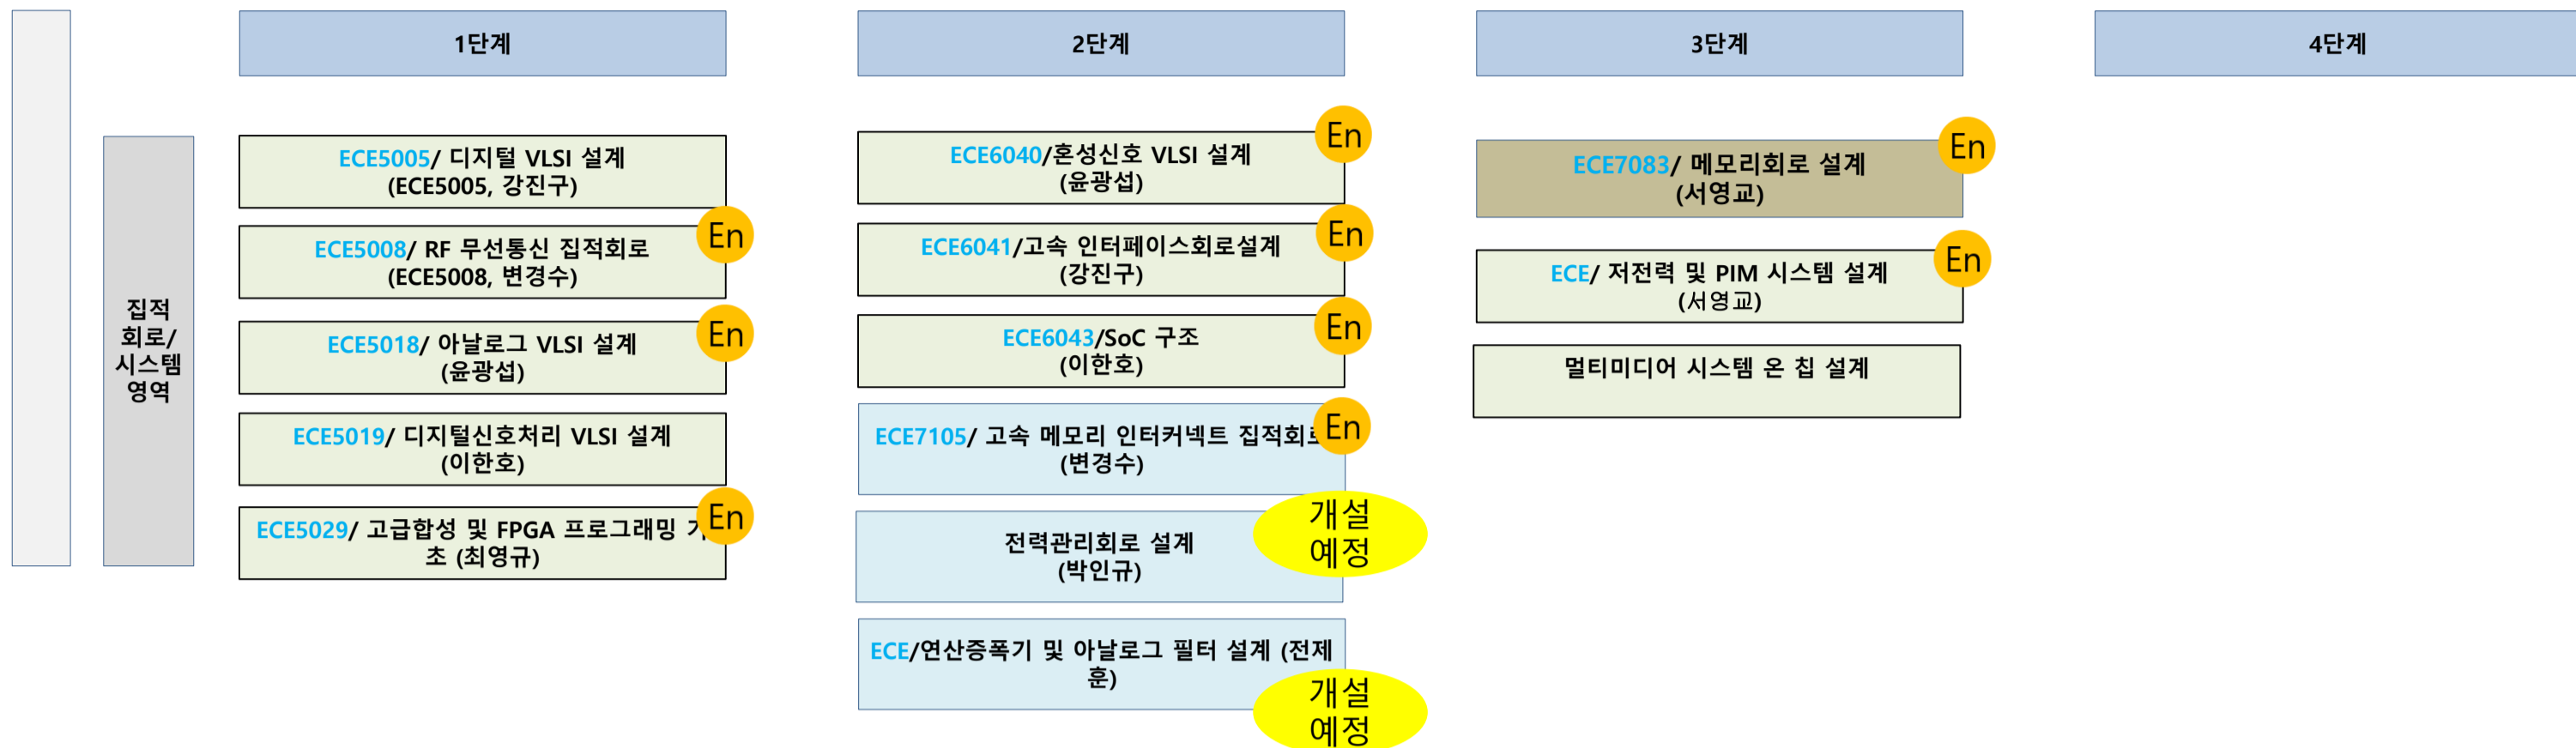 1단계
2단계
3단계
4단계
집적
회로/
시스템
영역
ECE5005/ 디지털 VLSI 설계
(ECE5005, 강진구)
En
ECE5008/ RF 무선통신 집적회로
(ECE5008, 변경수)
En
ECE5018/ 아날로그 VLSI 설계
(윤광섭)
ECE5019/ 디지털신호처리 VLSI 설계
(이한호)
En
ECE5029/ 고급합성 및 FPGA 프로그래밍 기
초 (최영규)
En
ECE6040/혼성신호 VLSI 설계
(윤광섭)
En
ECE6041/고속 인터페이스회로설계
(강진구)
En
ECE6043/SoC 구조
(이한호)
En
ECE7105/ 고속 메모리 인터커넥트 집적회로
(변경수)
개설
예정
전력관리회로 설계
(박인규)
ECE/연산증폭기 및 아날로그 필터 설계 (전제
훈)
개설
예정
En
ECE7083/ 메모리회로 설계
(서영교)
En
ECE/ 저전력 및 PIM 시스템 설계
(서영교)
멀티미디어 시스템 온 칩 설계